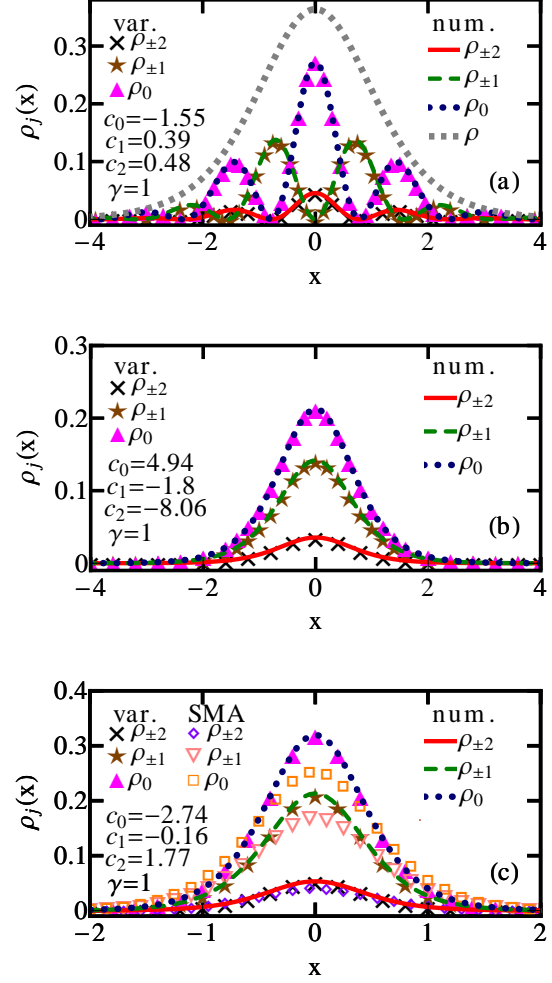 var. num.
0.3
ρ±2 ρ±2
ρ±1 ρ±1
0.2
ρ0 ρ0
c0=−1.55 ρ
c1=0.39
0.1
c2=0.48
γ=1 (a)
0
ρj(x)
−4 −2 0 2 4
x
0.3
var. num.
ρ±2 ρ±2
ρ±1 ρ±1
0.2
ρ0 ρ0
c0=4.94
c1=−1.8
0.1
c2=−8.06
γ=1 (b)
0
ρj(x)
−4 −2 0 2 4
x
0.4
var. SMA num.
ρ±2 ρ±2 ρ±2
0.3
ρ±1 ρ±1 ρ±1
ρ0 ρ0 ρ0
0.2
c0=−2.74
c1=−0.16
0.1
c2=1.77
γ=1 (c)
0
ρj(x)
−2 −1 0 1 2
x